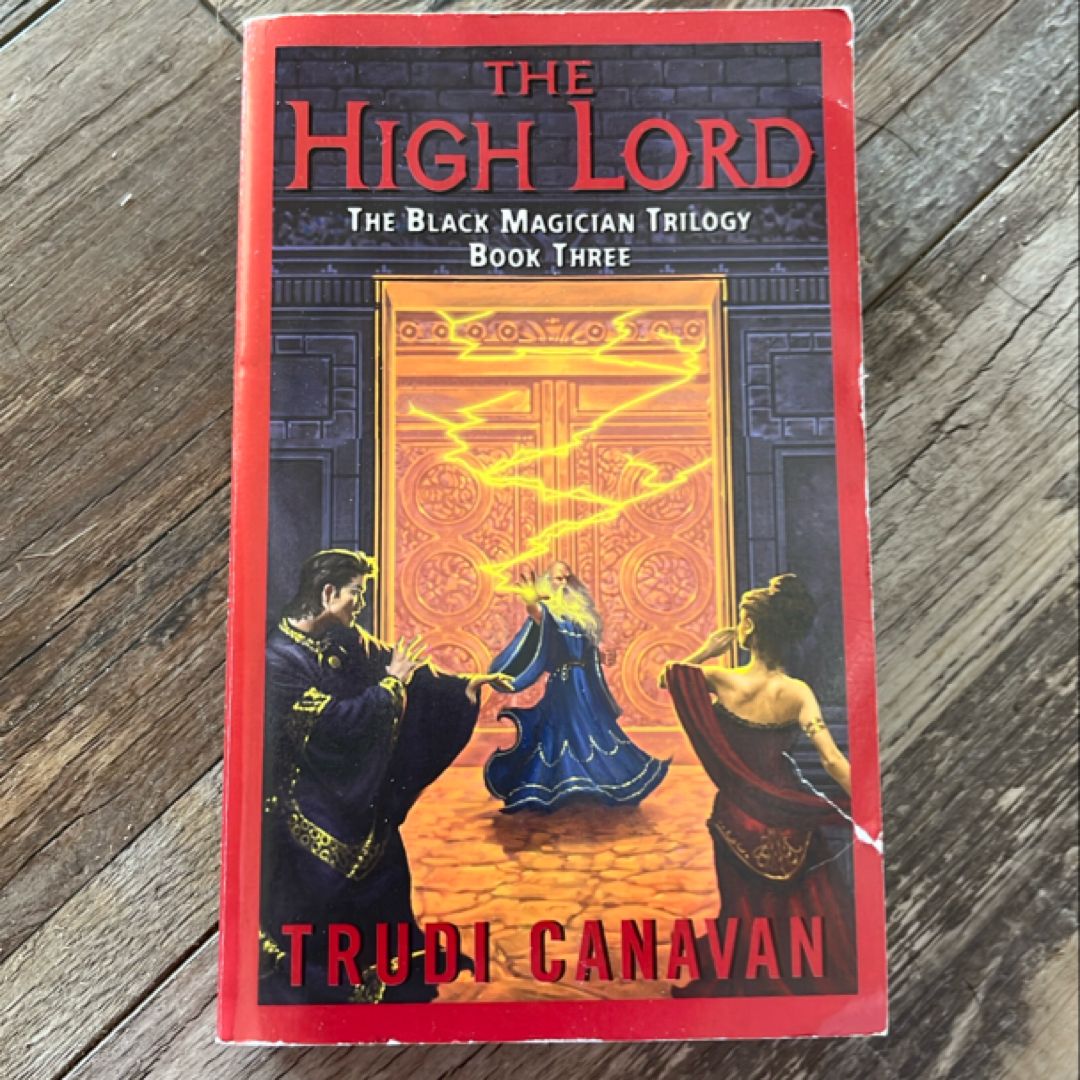 THE
HIGH LORD
THE BLACK MAGICIAN TRILOGY
BOOK THREE
TRUDI CANAVAN